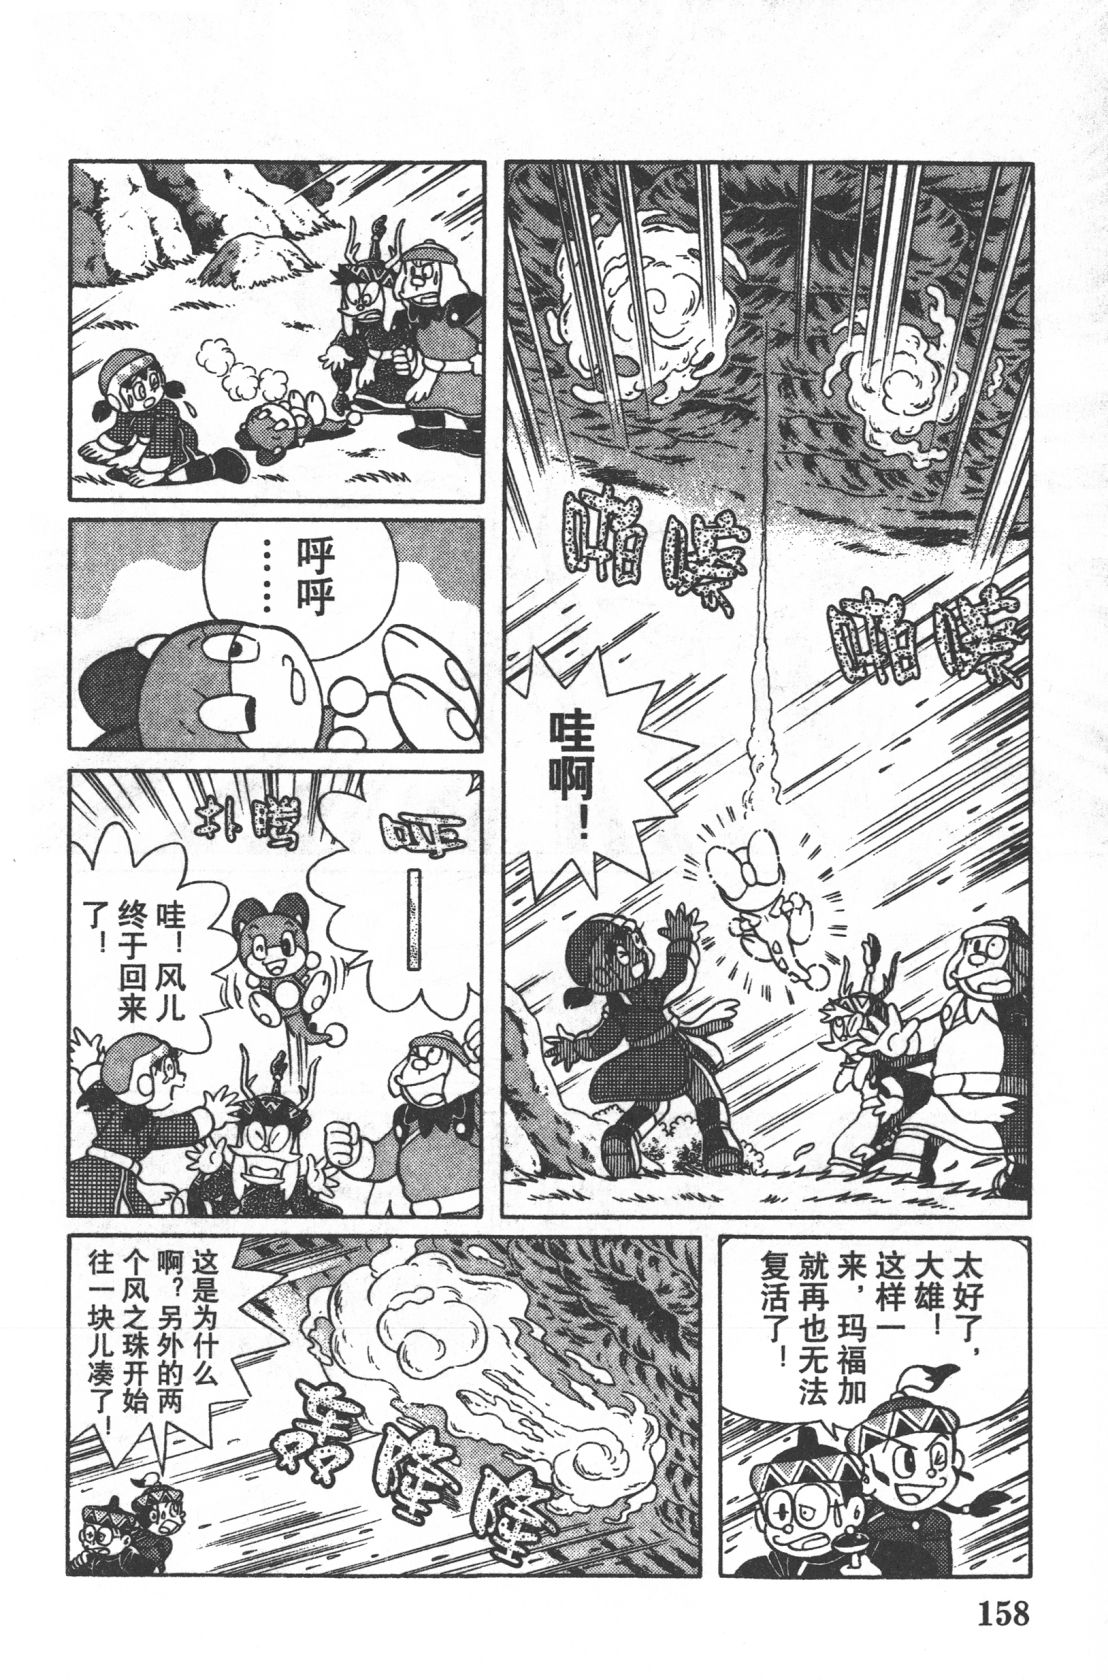 啪
嗦
啪
嗦
哇啊！
呼呼
……
呼——
扑
腾
哇！风儿
终于回来
了！
太好了，
大雄！
这样一
来，玛福加
就再也无法
复活了！
轰
隆
隆
这是为什么
啊？另外的两
个风之珠开始
往一块儿凑了！
158